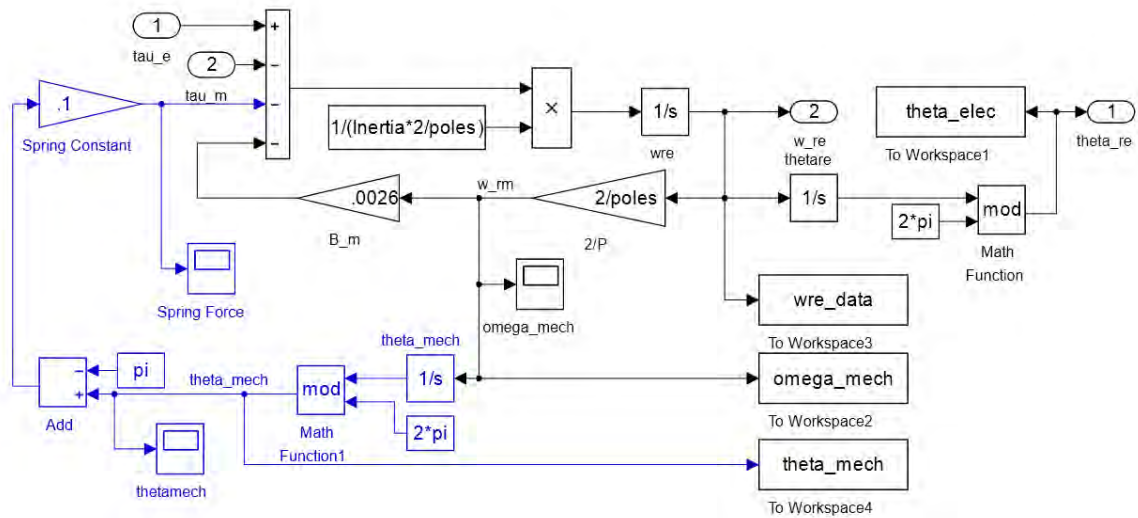 1
tau_e
2
tau_m
+
−
−
−
.1
Spring Constant
1/(Inertia*2/poles)
×
1/s
wre
2
w_re
thetare
1/s
theta_elec
To Workspace1
1
theta_re
2*pi
mod
Math
Function
.0026
B_m
w_rm
2/poles
2/P
Spring Force
omega_mech
wre_data
To Workspace3
theta_mech
1/s
mod
Math
Function1
2*pi
omega_mech
To Workspace2
pi
−
+
Add
theta_mech
thetamech
theta_mech
To Workspace4